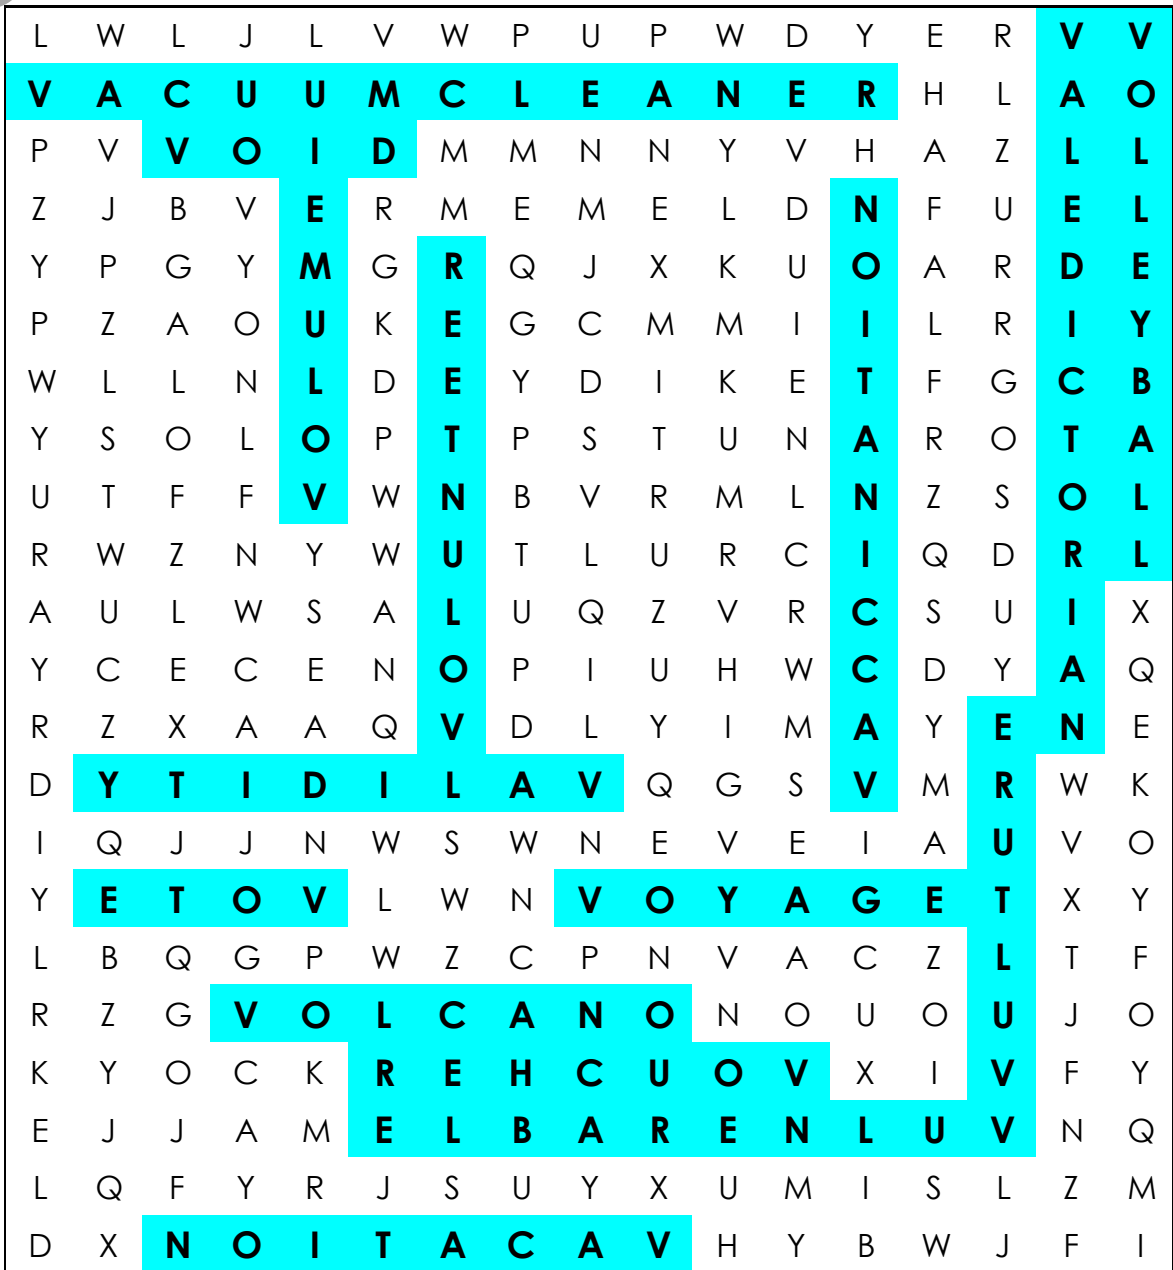 L W L J L V W P U P W D Y E R V V
V A C U U M C L E A N E R H L A O
P V V O I D M M N N Y V H A Z L L
Z J B V E R M E M E L D N F U E L
Y P G Y M G R Q J X K U O A R D E
P Z A O U K E G C M M I I L R I Y
W L L N L D E Y D I K E T F G C B
Y S O L O P T P S T U N A R O T A
U T F F V W N B V R M L N Z S O L
R W Z N Y W U T L U R C I Q D R L
A U L W S A L U Q Z V R C S U I X
Y C E C E N O P I U H W C D Y A Q
R Z X A A Q V D L Y I M A Y E N E
D Y T I D I L A V Q G S V M R W K
I Q J J N W S W N E V E I A U V O
Y E T O V L W N V O Y A G E T X Y
L B Q G P W Z C P N V A C Z L T F
R Z G V O L C A N O N O U O U J O
K Y O C K R E H C U O V X I V F Y
E J J A M E L B A R E N L U V N Q
L Q F Y R J S U Y X U M I S L Z M
D X N O I T A C A V H Y B W J F I